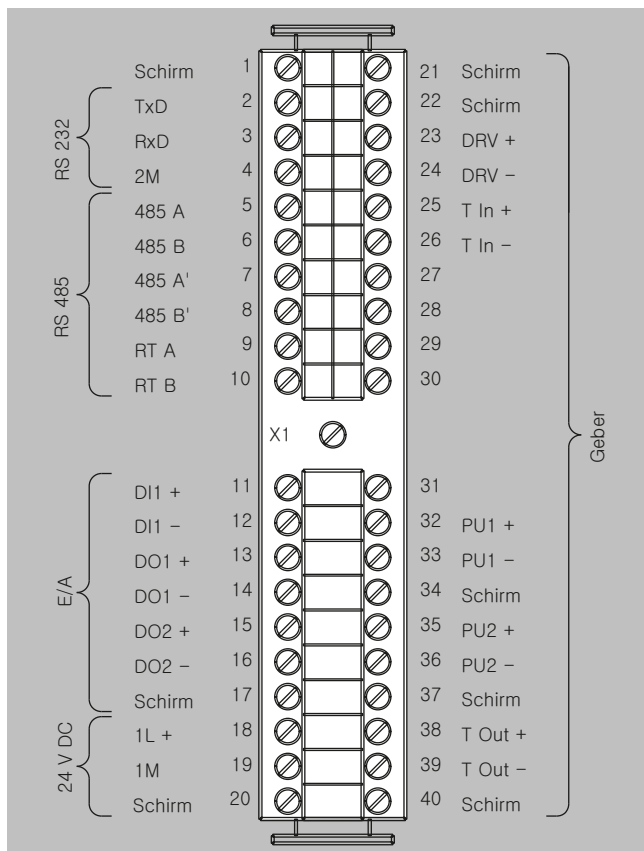 Schirm 1 21 Schirm
TxD 2 22 Schirm
RxD 3 23 DRV +
2M 4 24 DRV –
RS 232
485 A 5 25 T In +
485 B 6 26 T In –
485 A' 7 27
485 B' 8 28
RT A 9 29
RT B 10 30
RS 485
X1
Geber
DI1 + 11 31
DI1 – 12 32 PU1 +
DO1 + 13 33 PU1 –
DO1 – 14 34 Schirm
DO2 + 15 35 PU2 +
DO2 – 16 36 PU2 –
Schirm 17 37 Schirm
E/A
1L + 18 38 T Out +
1M 19 39 T Out –
Schirm 20 40 Schirm
24 V DC